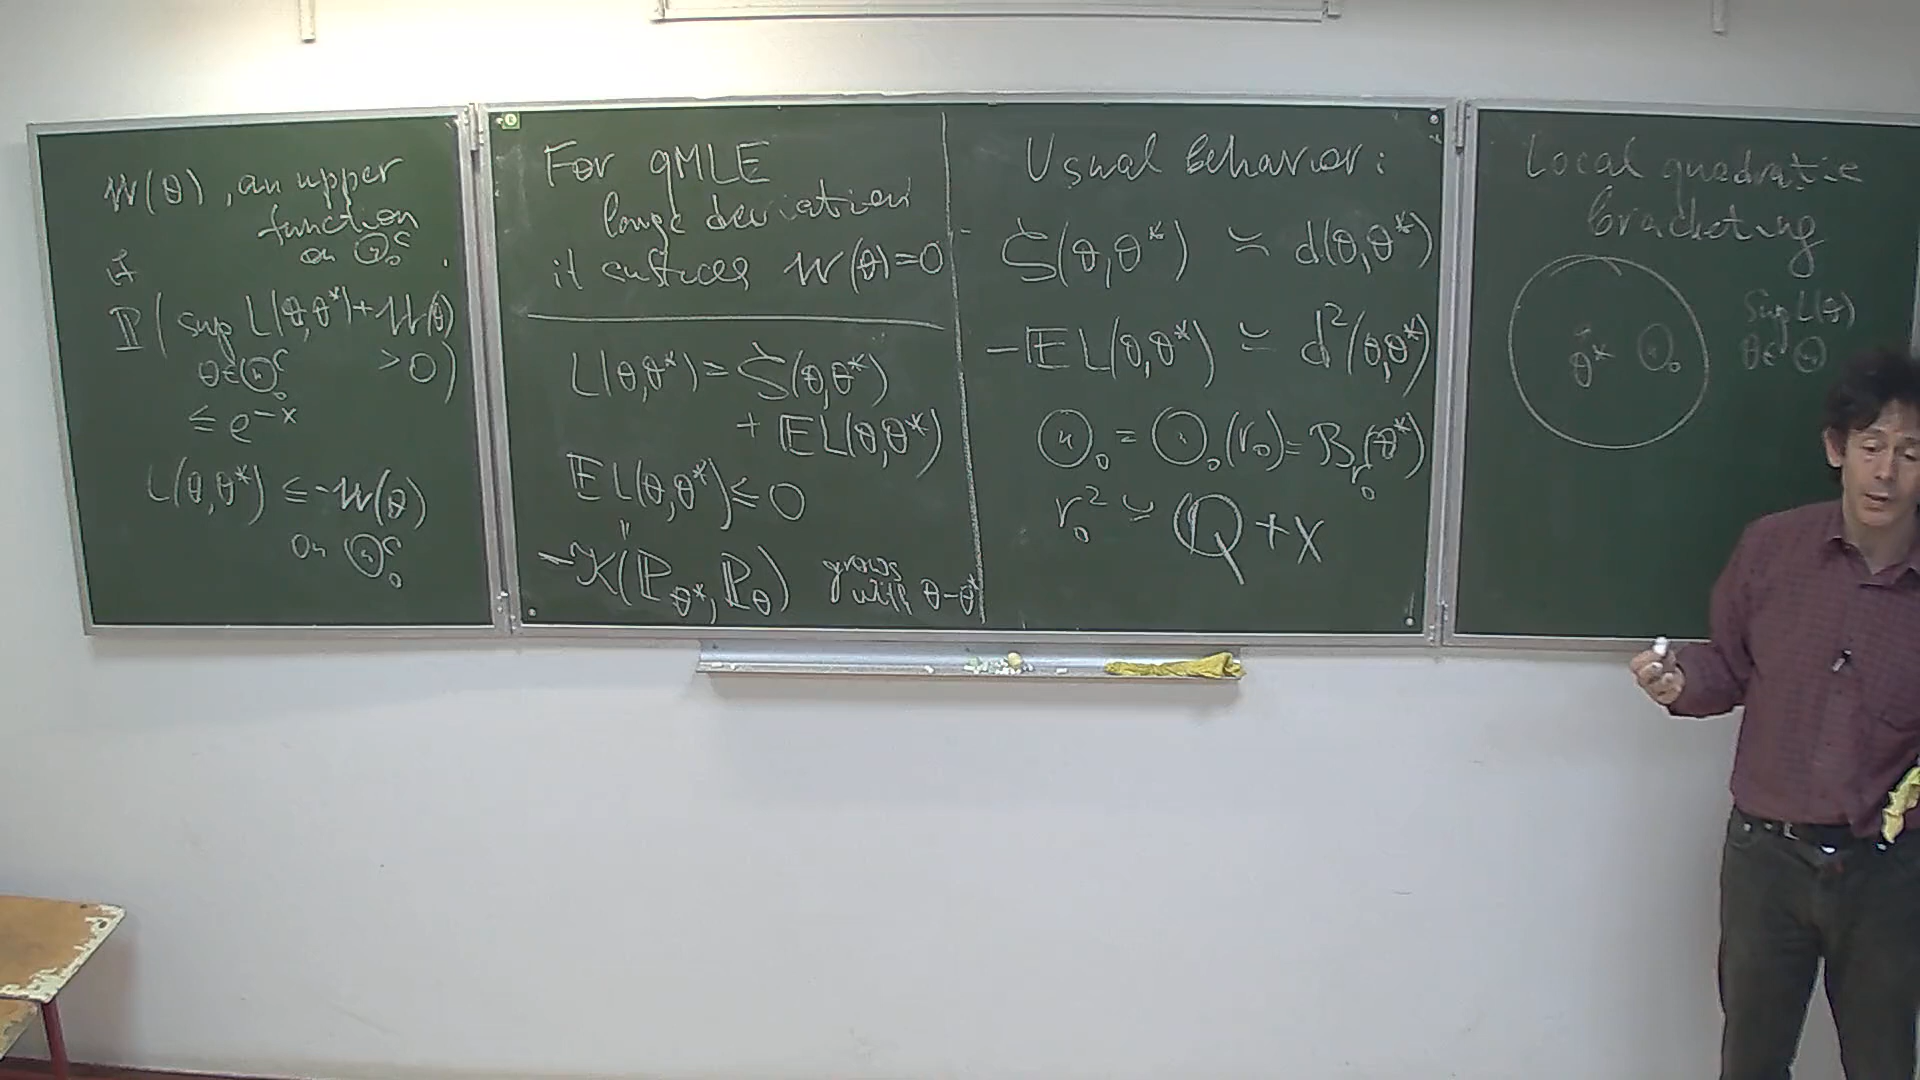 𝓤(θ), an upper
function
on Θ₀ᶜ
if
ℙ( sup L(θ,θ*)+𝓤(θ)
θ∈Θ₀ᶜ > 0)
≤ e^{-x}
L(θ,θ*) ≤ -𝓤(θ)
on Θ₀ᶜ
For qMLE
large deviation
it suffices 𝓤(θ)=0
L(θ,θ*) = ζ(θ,θ*)
+ 𝔼L(θ,θ*)
𝔼L(θ,θ*) ≤ 0
"
-𝒦(ℙ_θ*, ℙ_θ) grows
with θ-θ*
Usual behavior:
ζ(θ,θ*) ≍ d(θ,θ*)
-𝔼L(θ,θ*) ≍ d²(θ,θ*)
Θ₀ = Θ₀(r₀) = B_{r₀}(θ*)
r₀² ≍ ℚ + x
Local quadratic
bracketing
θ* Θ₀
sup L(θ)
θ∈Θ